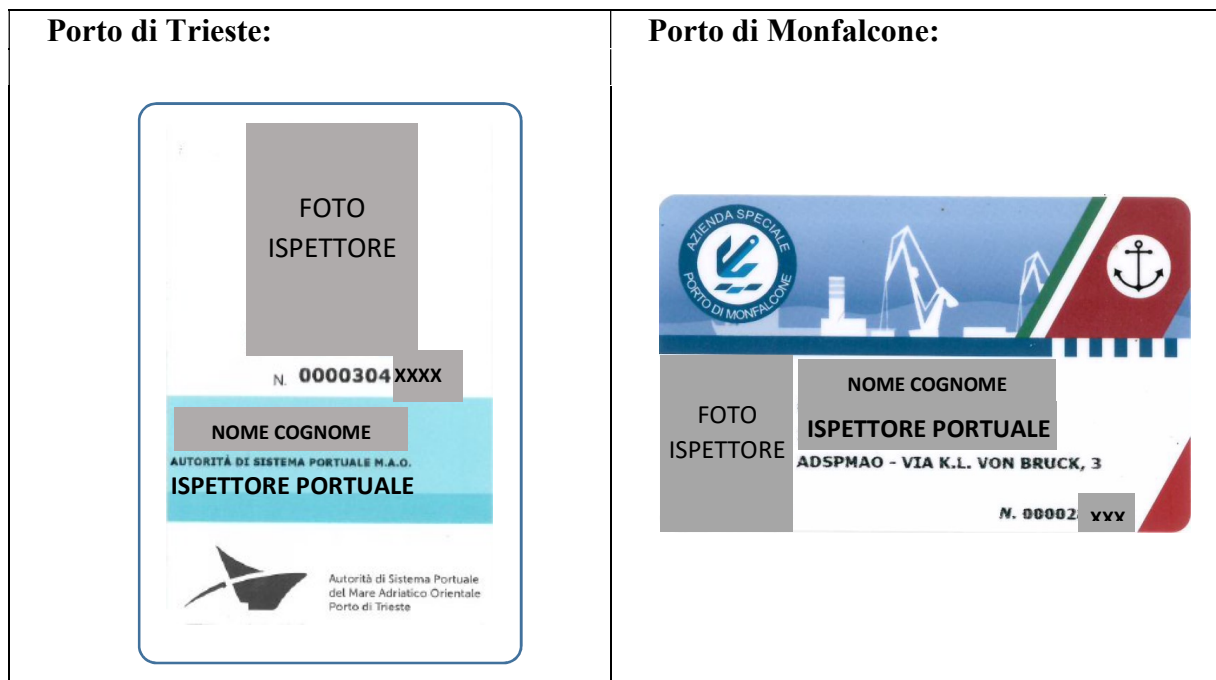 Porto di Trieste:
FOTO
ISPETTORE
N. 0000304 XXXX
NOME COGNOME
AUTORITÀ DI SISTEMA PORTUALE M.A.O.
ISPETTORE PORTUALE
Autorità di Sistema Portuale
del Mare Adriatico Orientale
Porto di Trieste
Porto di Monfalcone:
AZIENDA SPECIALE
PORTO DI MONFALCONE
FOTO
ISPETTORE
NOME COGNOME
ISPETTORE PORTUALE
ADSPMAO - VIA K.L. VON BRUCK, 3
N. 00002 XXX